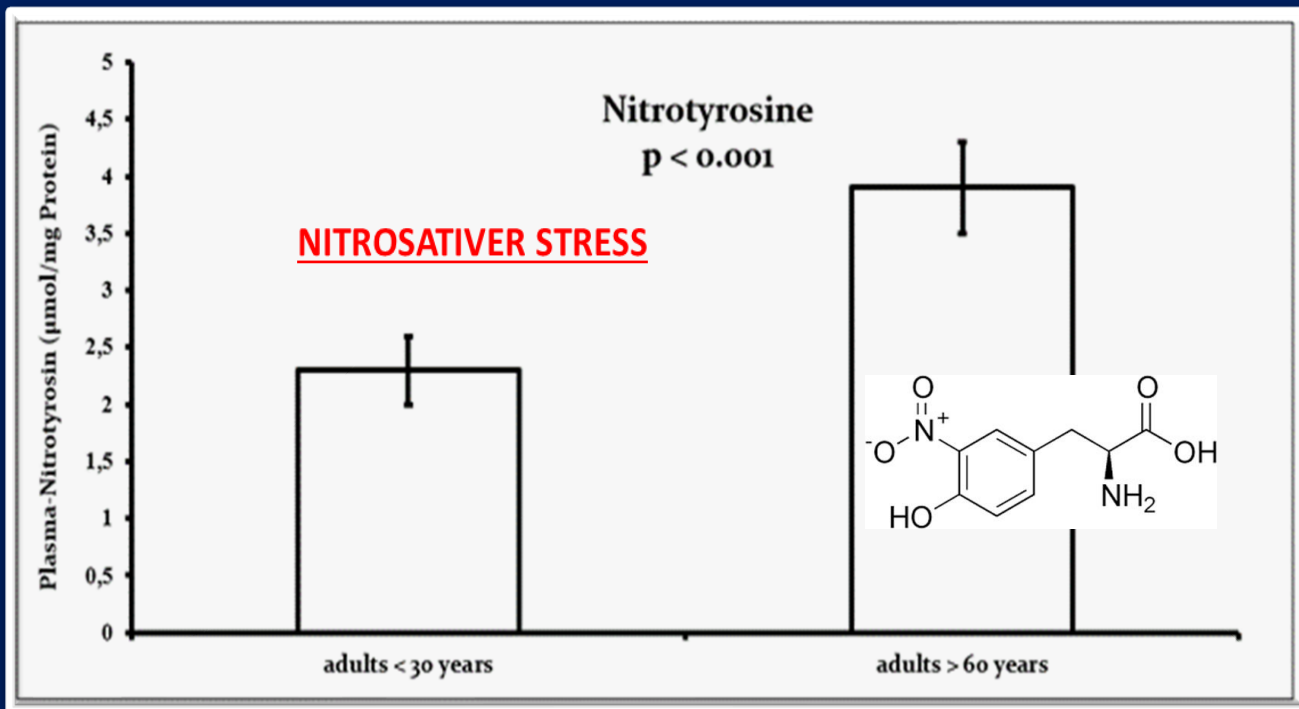 Nitrotyrosine
p < 0.001
NITROSATIVER STRESS
Plasma-Nitrotyrosin (µmol/mg Protein)
5
4,5
4
3,5
3
2,5
2
1,5
1
0,5
0
adults < 30 years
adults > 60 years
O
O
N+
-O
OH
NH2
HO